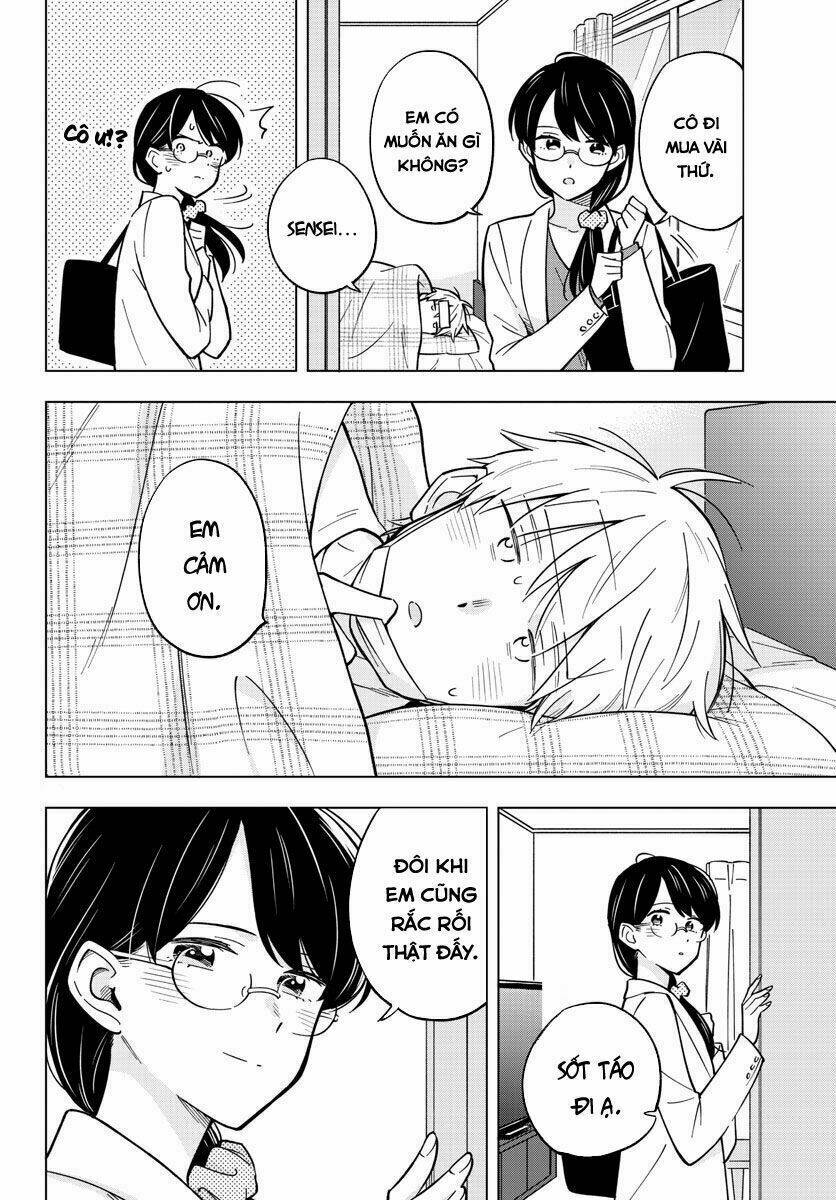 CÔ ĐI
MUA VÀI
THỨ.
EM CÓ
MUỐN ĂN GÌ
KHÔNG?
SENSEI...
Cô ư!?
EM
CẢM
ƠN.
SỐT TÁO
ĐI Ạ.
ĐÔI KHI
EM CŨNG
RẮC RỐI
THẬT ĐẤY.